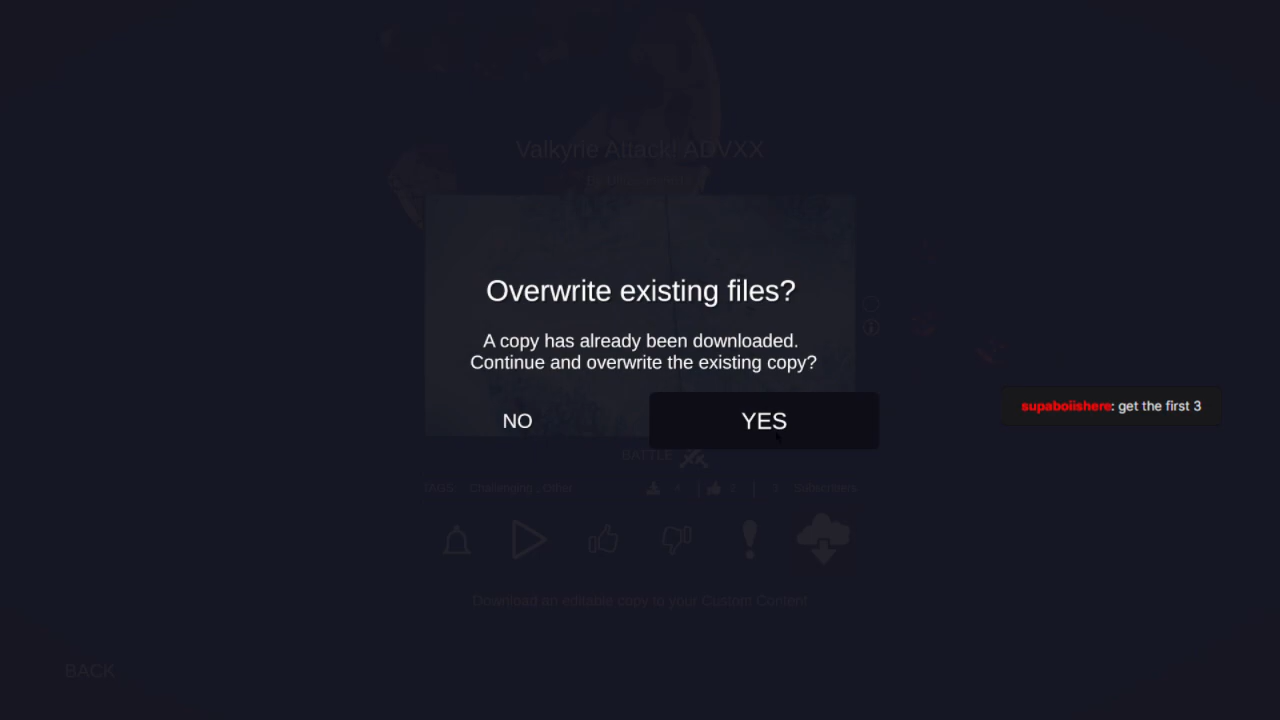 Valkyrie Attack! ADVXX
Overwrite existing files?
A copy has already been downloaded.
Continue and overwrite the existing copy?
supaboiishere: get the first 3
NO
YES
BATTLE
TAGS:
Subscribers
Download an editable copy to your Custom Content
BACK